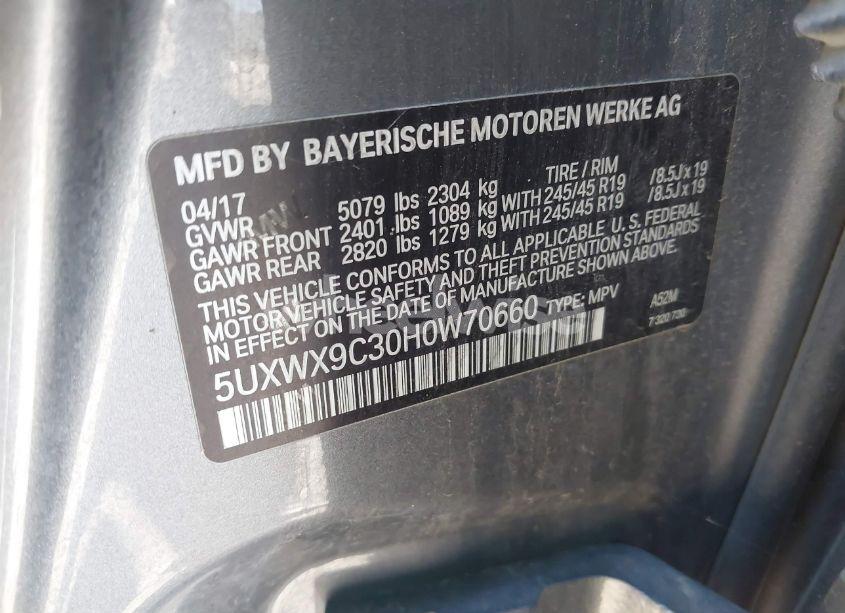 MFD BY BAYERISCHE MOTOREN WERKE AG
04/17 TIRE / RIM
GVWR 5079 lbs 2304 kg
GAWR FRONT 2401 lbs 1089 kg WITH 245/45 R19 /8.5J x 19
GAWR REAR 2820 lbs 1279 kg WITH 245/45 R19 /8.5J x 19
THIS VEHICLE CONFORMS TO ALL APPLICABLE U. S. FEDERAL
MOTOR VEHICLE SAFETY AND THEFT PREVENTION STANDARDS
IN EFFECT ON THE DATE OF MANUFACTURE SHOWN ABOVE.
5UXWX9C30H0W70660 TYPE: MPV A52M
7 320 730